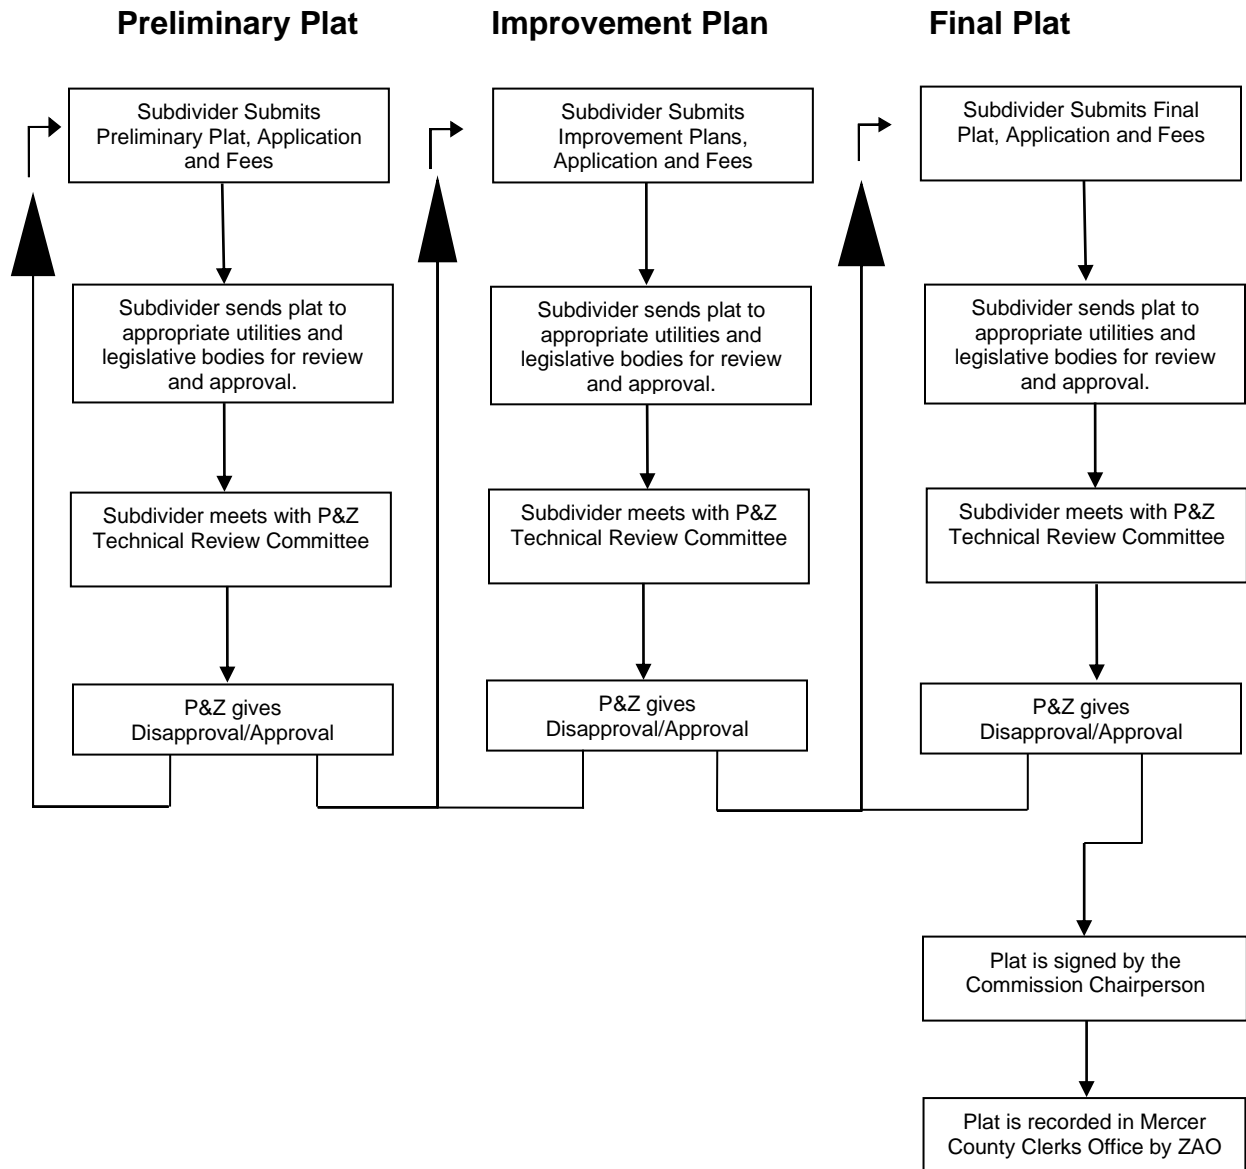 Preliminary Plat
Improvement Plan
Final Plat
Subdivider Submits
Preliminary Plat, Application
and Fees
Subdivider sends plat to
appropriate utilities and
legislative bodies for review
and approval.
Subdivider meets with P&Z
Technical Review Committee
P&Z gives
Disapproval/Approval
Subdivider Submits
Improvement Plans,
Application and Fees
Subdivider sends plat to
appropriate utilities and
legislative bodies for review
and approval.
Subdivider meets with P&Z
Technical Review Committee
P&Z gives
Disapproval/Approval
Subdivider Submits Final
Plat, Application and Fees
Subdivider sends plat to
appropriate utilities and
legislative bodies for review
and approval.
Subdivider meets with P&Z
Technical Review Committee
P&Z gives
Disapproval/Approval
Plat is signed by the
Commission Chairperson
Plat is recorded in Mercer
County Clerks Office by ZAO